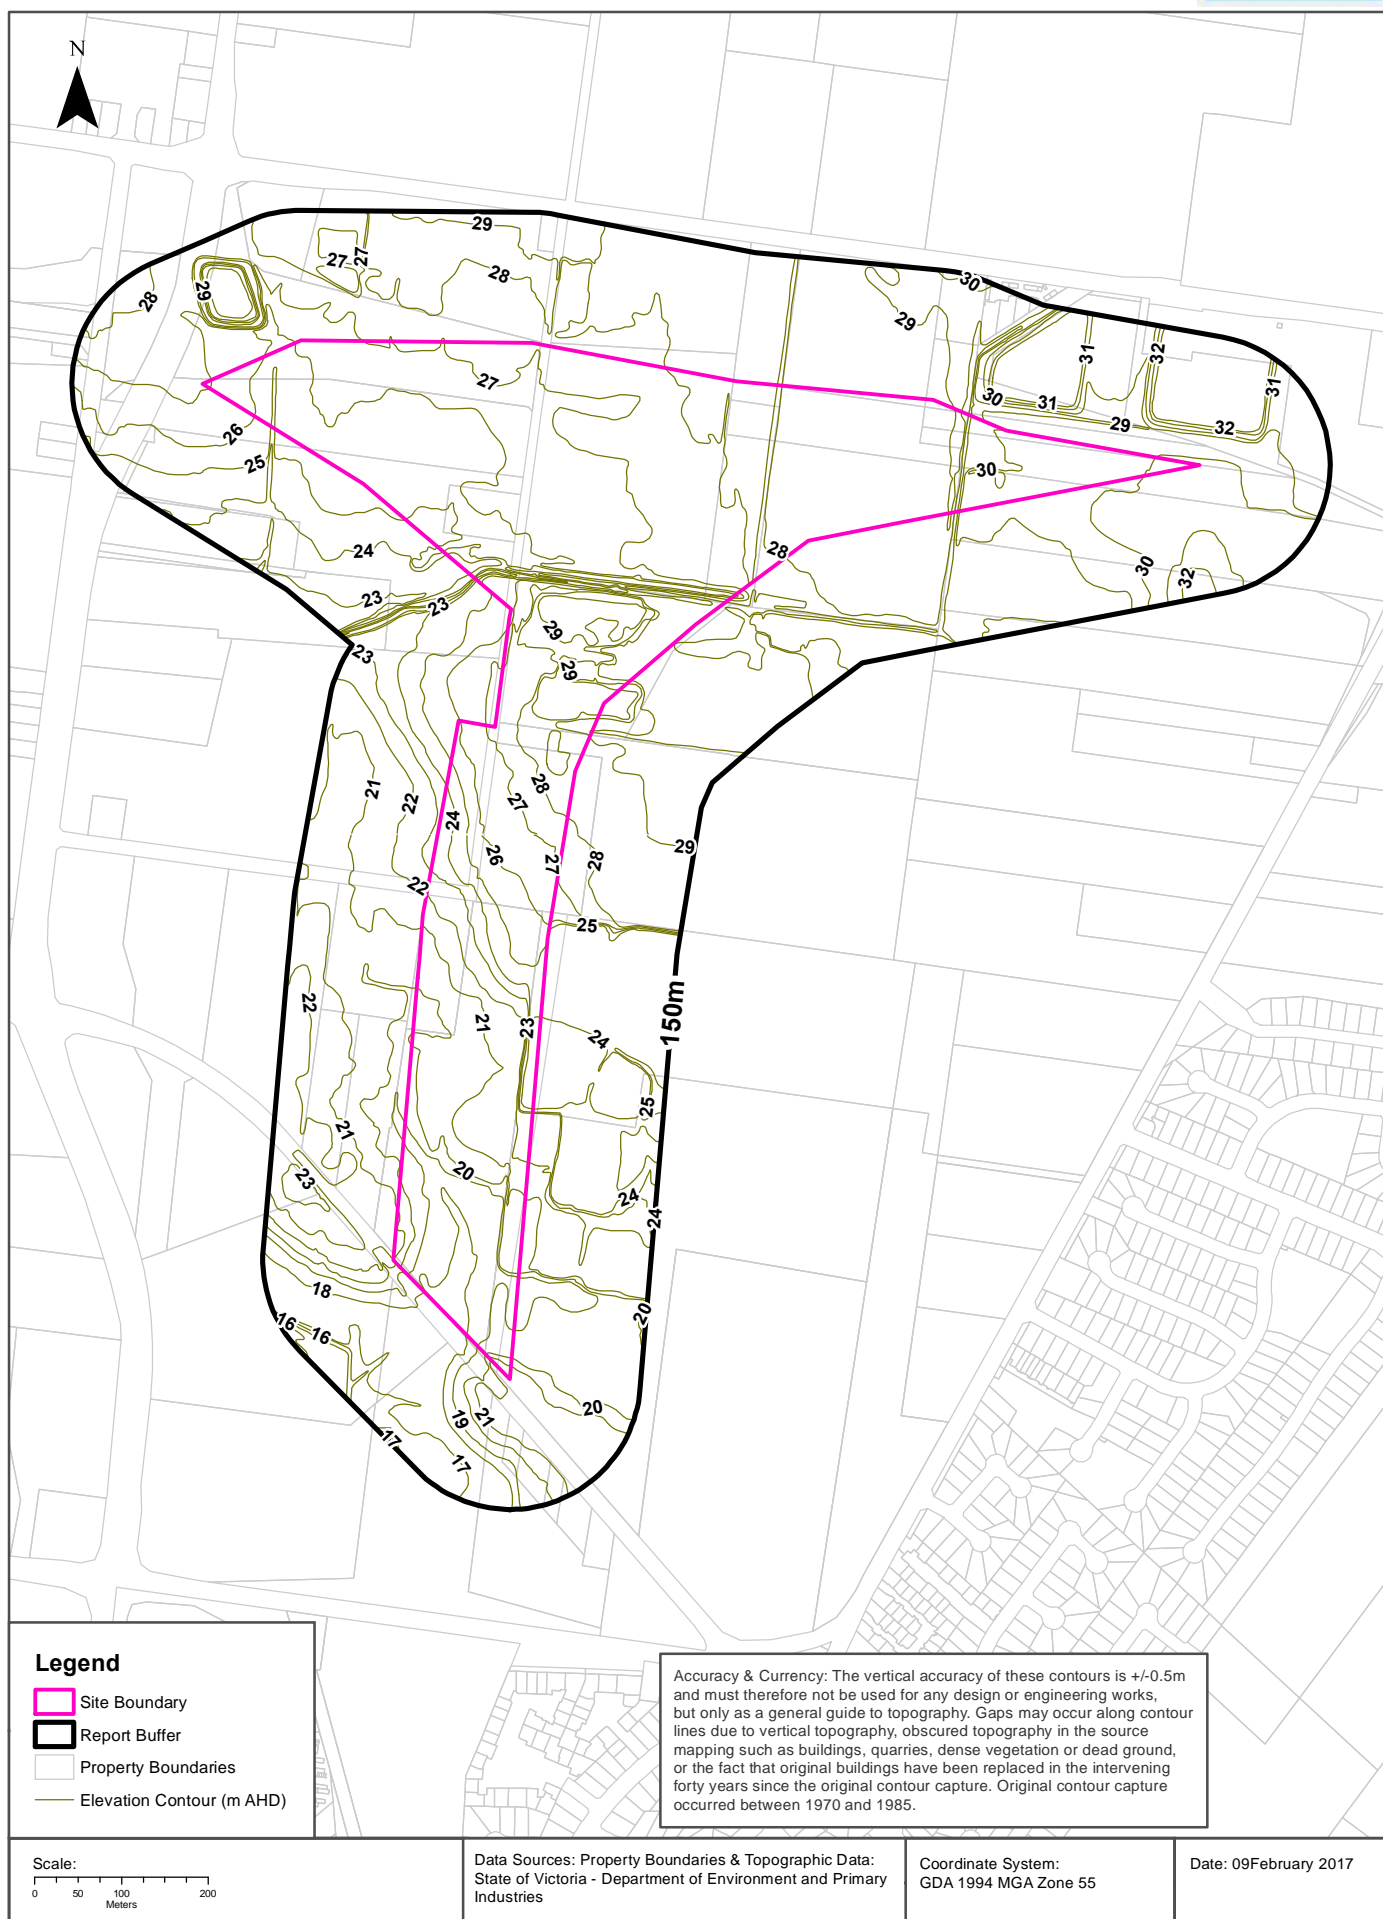 N
29
27
27
28
28
29
30
29
31
32
31
30
31
29
32
27
26
25
30
28
24
30
32
23
23
29
23
29
21
22
28
27
24
26
27
28
29
22
25
22
21
23
24
150m
25
21
20
23
24
24
18
20
16
16
20
19
21
17
17
Legend
Site Boundary
Report Buffer
Property Boundaries
Elevation Contour (m AHD)
Accuracy & Currency: The vertical accuracy of these contours is +/-0.5m
and must therefore not be used for any design or engineering works,
but only as a general guide to topography. Gaps may occur along contour
lines due to vertical topography, obscured topography in the source
mapping such as buildings, quarries, dense vegetation or dead ground,
or the fact that original buildings have been replaced in the intervening
forty years since the original contour capture. Original contour capture
occurred between 1970 and 1985.
Scale:
0 50 100 200
Meters
Data Sources: Property Boundaries & Topographic Data:
State of Victoria - Department of Environment and Primary
Industries
Coordinate System:
GDA 1994 MGA Zone 55
Date: 09February 2017